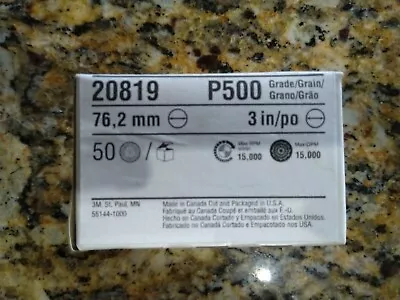 20819 P500 Grade/Grain/
Grano/Grão
76,2 mm 3 in/po
50 / Max RPM 15,000 Max OPM 15,000
3M, St. Paul, MN
55144-1000
Made in Canada Cut and Packaged in U.S.A.
Fabriqué au Canada Coupé et emballé aux E.-U.
Hecho en Canadá Cortado y Empacado en Estados Unidos.
Fabricado no Canadá Cortado e Empacotado nos USA.